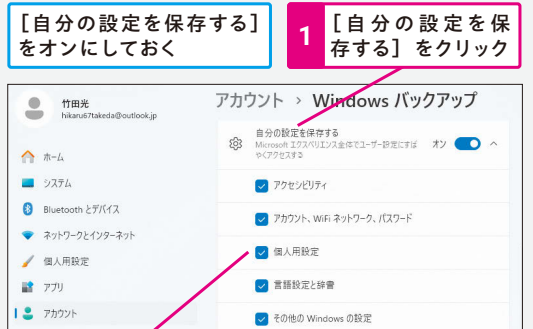 ［自分の設定を保存する］
をオンにしておく
1
［自分の設定を保
存する］をクリック
竹田光
hikaru67takeda@outlook.jp
アカウント › Windows バックアップ
自分の設定を保存する
Microsoft エクスペリエンス全体でユーザー設定にすば
やくアクセスする
オン
ホーム
システム
Bluetooth とデバイス
ネットワークとインターネット
個人用設定
アプリ
アカウント
アクセシビリティ
アカウント、WiFi ネットワーク、パスワード
個人用設定
言語設定と辞書
その他の Windows の設定